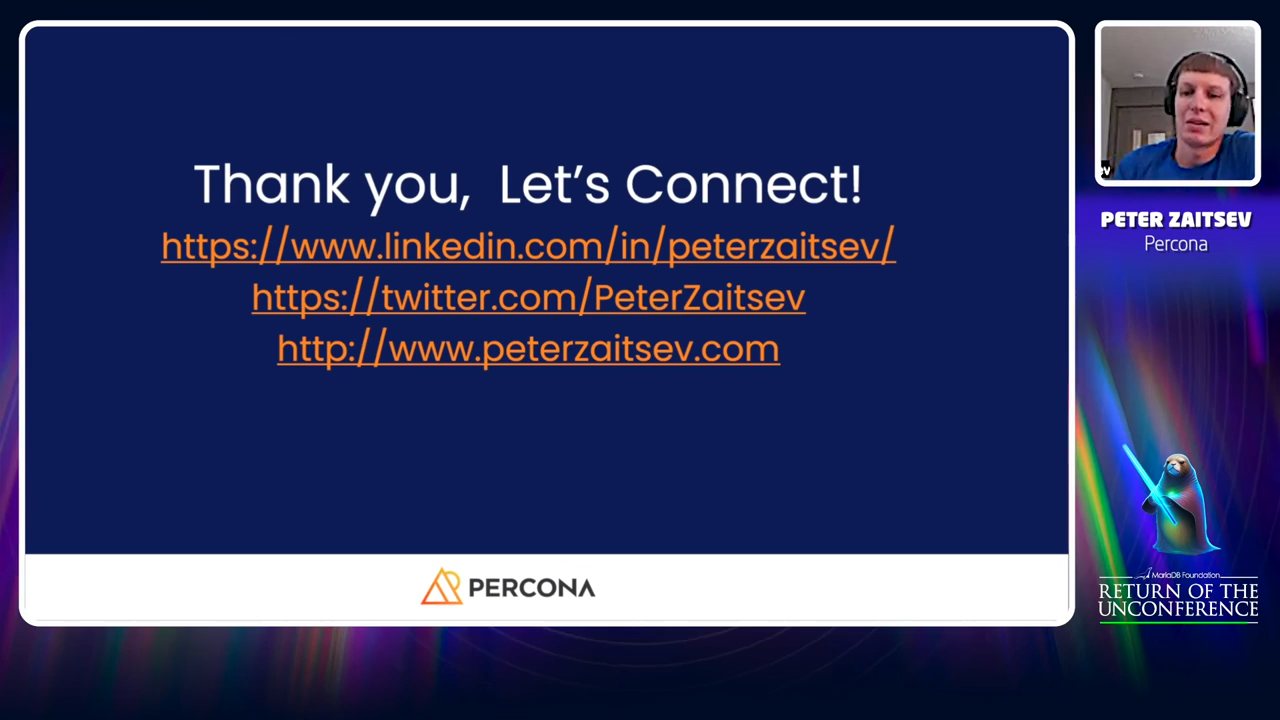 Thank you, Let's Connect!
https://www.linkedin.com/in/peterzaitsev/
https://twitter.com/PeterZaitsev
http://www.peterzaitsev.com
PERCONA
PETER ZAITSEV
Percona
MariaDB Foundation
RETURN OF THE
UNCONFERENCE